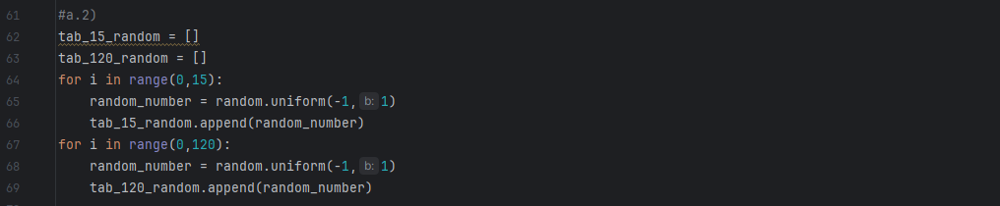 61 #a.2)
62 tab_15_random = []
63 tab_120_random = []
64 for i in range(0,15):
65     random_number = random.uniform(-1, b: 1)
66     tab_15_random.append(random_number)
67 for i in range(0,120):
68     random_number = random.uniform(-1, b: 1)
69     tab_120_random.append(random_number)